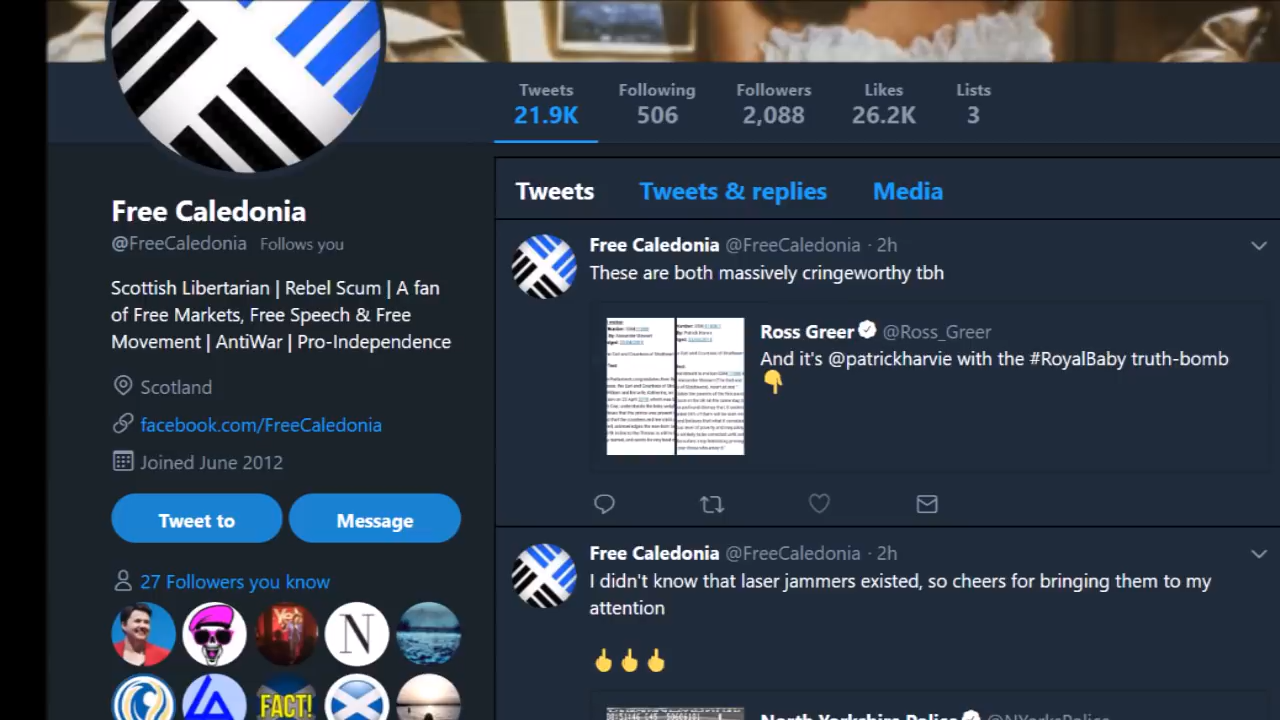 Tweets
21.9K
Following
506
Followers
2,088
Likes
26.2K
Lists
3
Free Caledonia
@FreeCaledonia Follows you
Scottish Libertarian | Rebel Scum | A fan
of Free Markets, Free Speech & Free
Movement | AntiWar | Pro-Independence
Scotland
facebook.com/FreeCaledonia
Joined June 2012
Tweet to
Message
27 Followers you know
N
FACT!
Tweets
Tweets & replies
Media
Free Caledonia @FreeCaledonia · 2h
These are both massively cringeworthy tbh
Ross Greer @Ross_Greer
And it's @patrickharvie with the #RoyalBaby truth-bomb
👇
Free Caledonia @FreeCaledonia · 2h
I didn't know that laser jammers existed, so cheers for bringing them to my
attention
👆👆👆
North Yorkshire Police @NYorksPolice